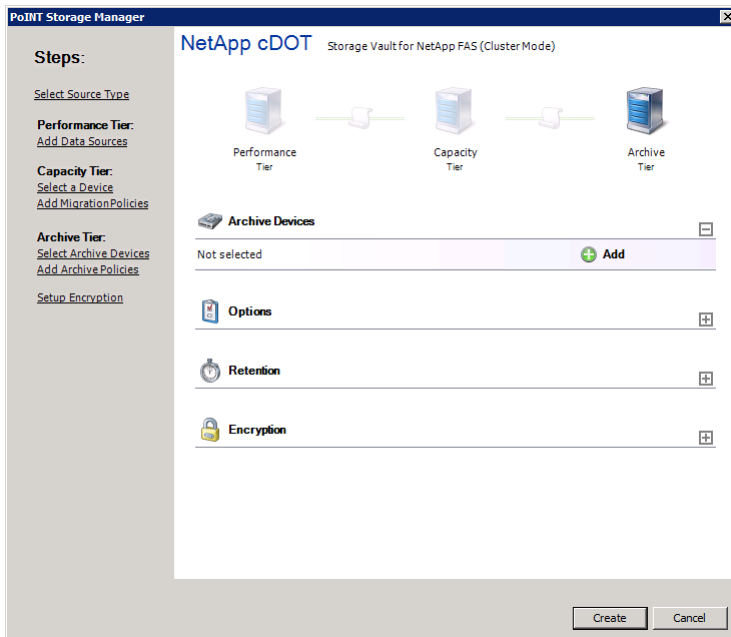 PoINT Storage Manager
Steps:
Select Source Type
Performance Tier:
Add Data Sources
Capacity Tier:
Select a Device
Add Migration Policies
Archive Tier:
Select Archive Devices
Add Archive Policies
Setup Encryption
NetApp cDOT Storage Vault for NetApp FAS (Cluster Mode)
Performance Capacity Archive
Tier Tier Tier
Archive Devices
Not selected Add
Options
Retention
Encryption
Create Cancel